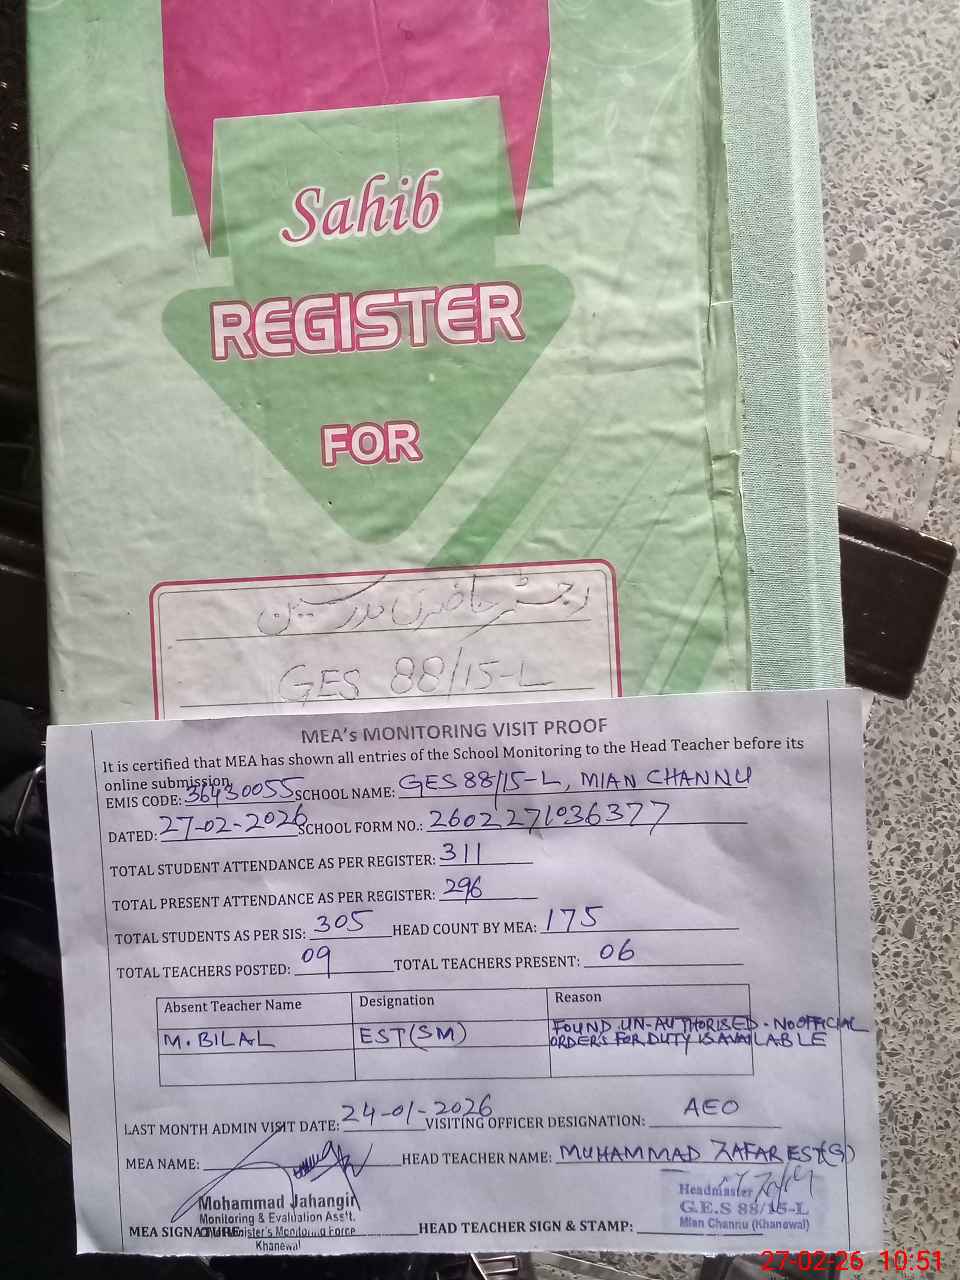 Sahib
REGISTER
FOR
رجسٹر حاضری مدرسین
GES 88/15-L
MEA's MONITORING VISIT PROOF
It is certified that MEA has shown all entries of the School Monitoring to the Head Teacher before its
online submission.
EMIS CODE: 36430055 SCHOOL NAME: GES 88/15-L, MIAN CHANNU
DATED: 27-02-2026 SCHOOL FORM NO.: 2602271036377
TOTAL STUDENT ATTENDANCE AS PER REGISTER: 311
TOTAL PRESENT ATTENDANCE AS PER REGISTER: 296
TOTAL STUDENTS AS PER SIS: 305 HEAD COUNT BY MEA: 175
TOTAL TEACHERS POSTED: 09 TOTAL TEACHERS PRESENT: 06
Absent Teacher Name Designation Reason
M. BILAL EST(SM) FOUND UN-AUTHORISED. NO OFFICIAL
ORDERS FOR DUTY IS AVAILABLE
LAST MONTH ADMIN VISIT DATE: 24-01-2026 VISITING OFFICER DESIGNATION: AEO
MEA NAME: HEAD TEACHER NAME: MUHAMMAD ZAFAR EST(G)
Mohammad Jahangir
Monitoring & Evaluation Ass't.
Chief Minister's Monitoring Force
Khanewal
MEA SIGNATURE: HEAD TEACHER SIGN & STAMP:
Headmaster
G.E.S 88/15-L
Mian Channu (Khanewal)
27-02-26 10:51